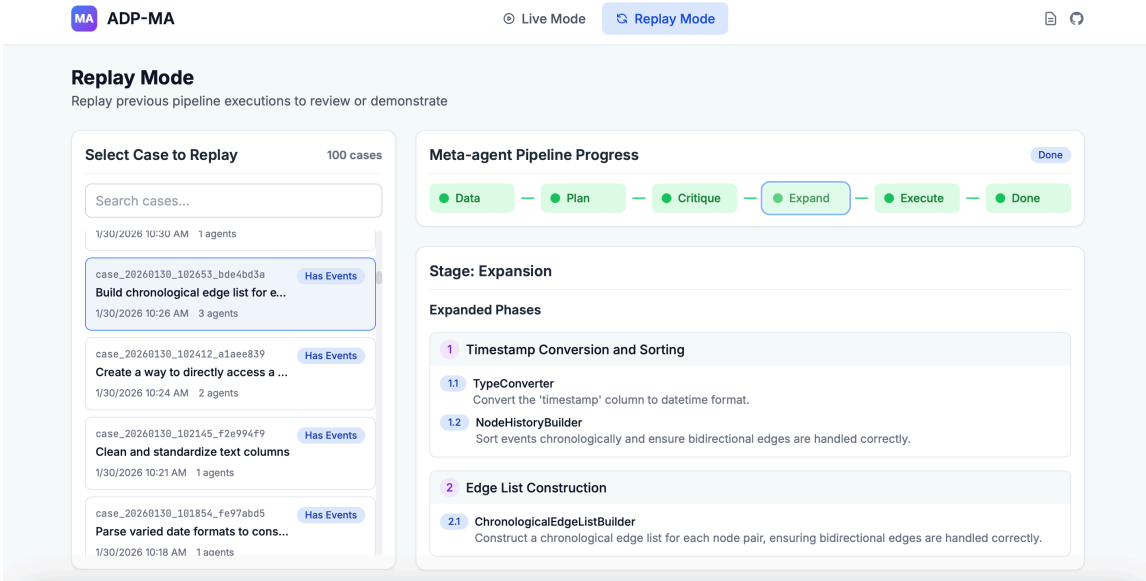 MA ADP-MA
Live Mode
Replay Mode
Replay Mode
Replay previous pipeline executions to review or demonstrate
Select Case to Replay
100 cases
Search cases...
1/30/2026 10:30 AM 1 agents
case_20260130_102653_bde4bd3a
Has Events
Build chronological edge list for e...
1/30/2026 10:26 AM 3 agents
case_20260130_102412_a1aee839
Has Events
Create a way to directly access a ...
1/30/2026 10:24 AM 2 agents
case_20260130_102145_f2e994f9
Has Events
Clean and standardize text columns
1/30/2026 10:21 AM 1 agents
case_20260130_101854_fe97abd5
Has Events
Parse varied date formats to cons...
1/30/2026 10:18 AM 1 agents
Meta-agent Pipeline Progress
Done
Data
Plan
Critique
Expand
Execute
Done
Stage: Expansion
Expanded Phases
1 Timestamp Conversion and Sorting
1.1 TypeConverter
Convert the 'timestamp' column to datetime format.
1.2 NodeHistoryBuilder
Sort events chronologically and ensure bidirectional edges are handled correctly.
2 Edge List Construction
2.1 ChronologicalEdgeListBuilder
Construct a chronological edge list for each node pair, ensuring bidirectional edges are handled correctly.